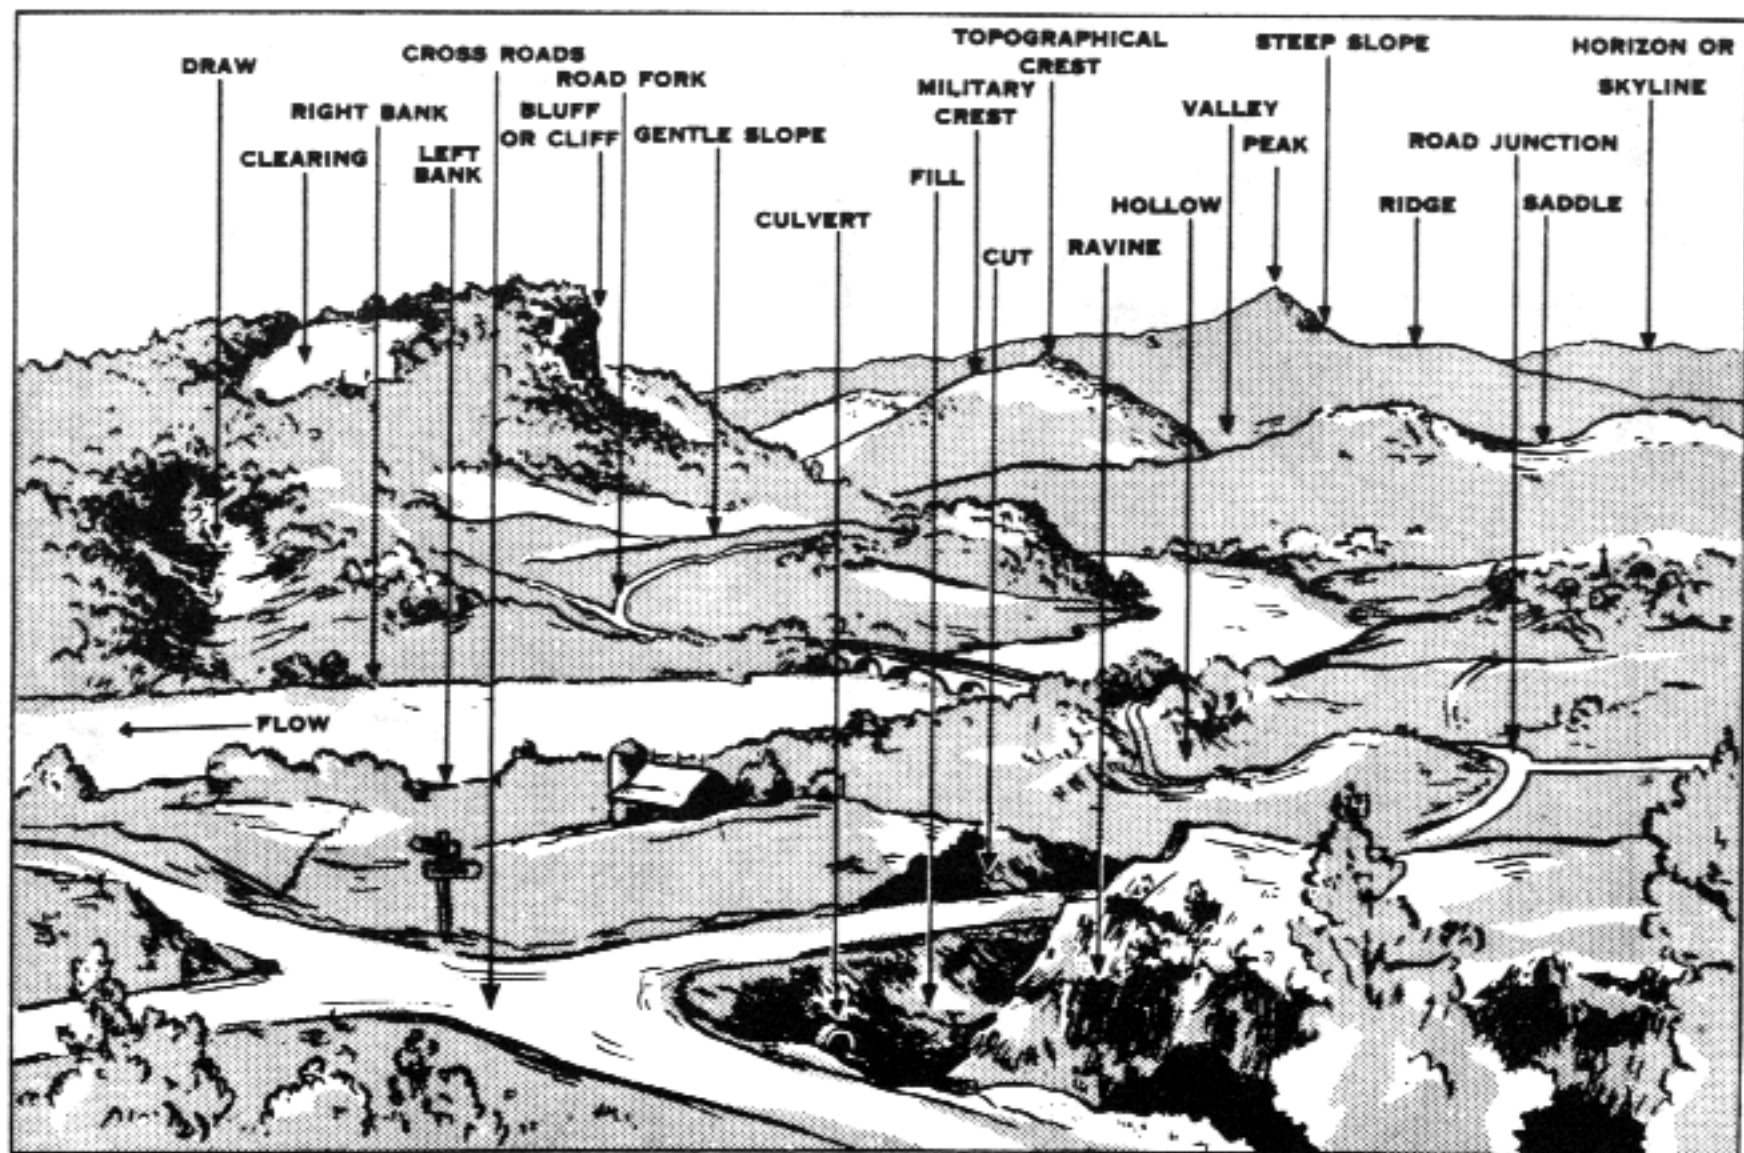 DRAW
CROSS ROADS
ROAD FORK
RIGHT BANK
BLUFF
OR CLIFF
CLEARING
LEFT
BANK
GENTLE SLOPE
CULVERT
TOPOGRAPHICAL
CREST
MILITARY
CREST
FILL
CUT
STEEP SLOPE
VALLEY
PEAK
HOLLOW
RAVINE
HORIZON OR
SKYLINE
ROAD JUNCTION
RIDGE
SADDLE
FLOW